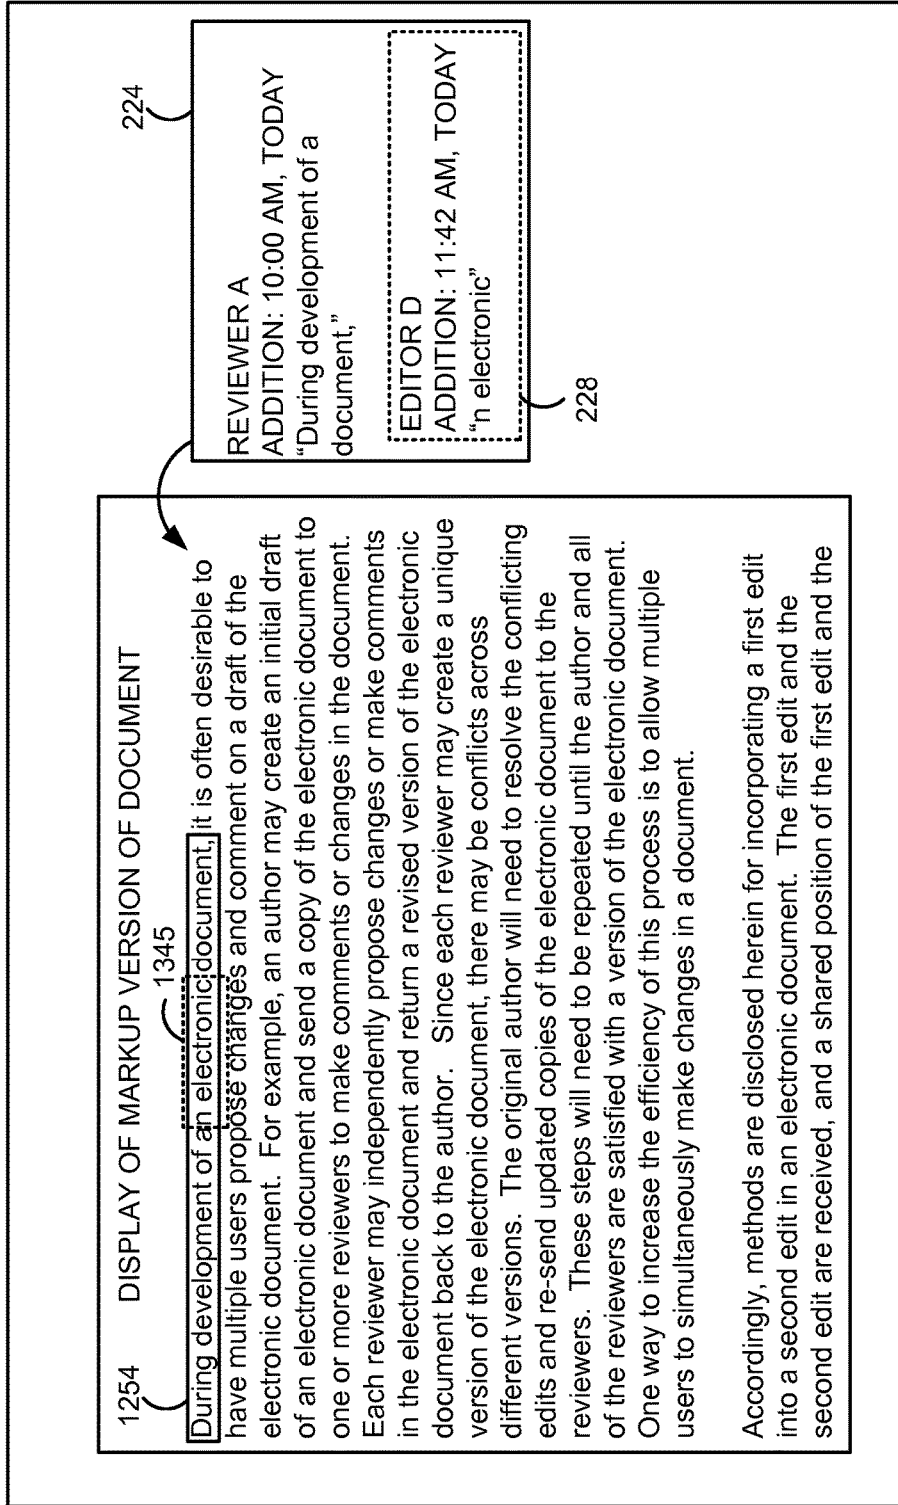 1254
DISPLAY OF MARKUP VERSION OF DOCUMENT
1345
During development of an electronic document, it is often desirable to
have multiple users propose changes and comment on a draft of the
electronic document.  For example, an author may create an initial draft
of an electronic document and send a copy of the electronic document to
one or more reviewers to make comments or changes in the document.
Each reviewer may independently propose changes or make comments
in the electronic document and return a revised version of the electronic
document back to the author.  Since each reviewer may create a unique
version of the electronic document, there may be conflicts across
different versions.  The original author will need to resolve the conflicting
edits and re-send updated copies of the electronic document to the
reviewers.  These steps will need to be repeated until the author and all
of the reviewers are satisfied with a version of the electronic document.
One way to increase the efficiency of this process is to allow multiple
users to simultaneously make changes in a document.
Accordingly, methods are disclosed herein for incorporating a first edit
into a second edit in an electronic document.  The first edit and the
second edit are received, and a shared position of the first edit and the
224
REVIEWER A
ADDITION: 10:00 AM, TODAY
“During development of a
document,”
EDITOR D
ADDITION: 11:42 AM, TODAY
“n electronic”
228